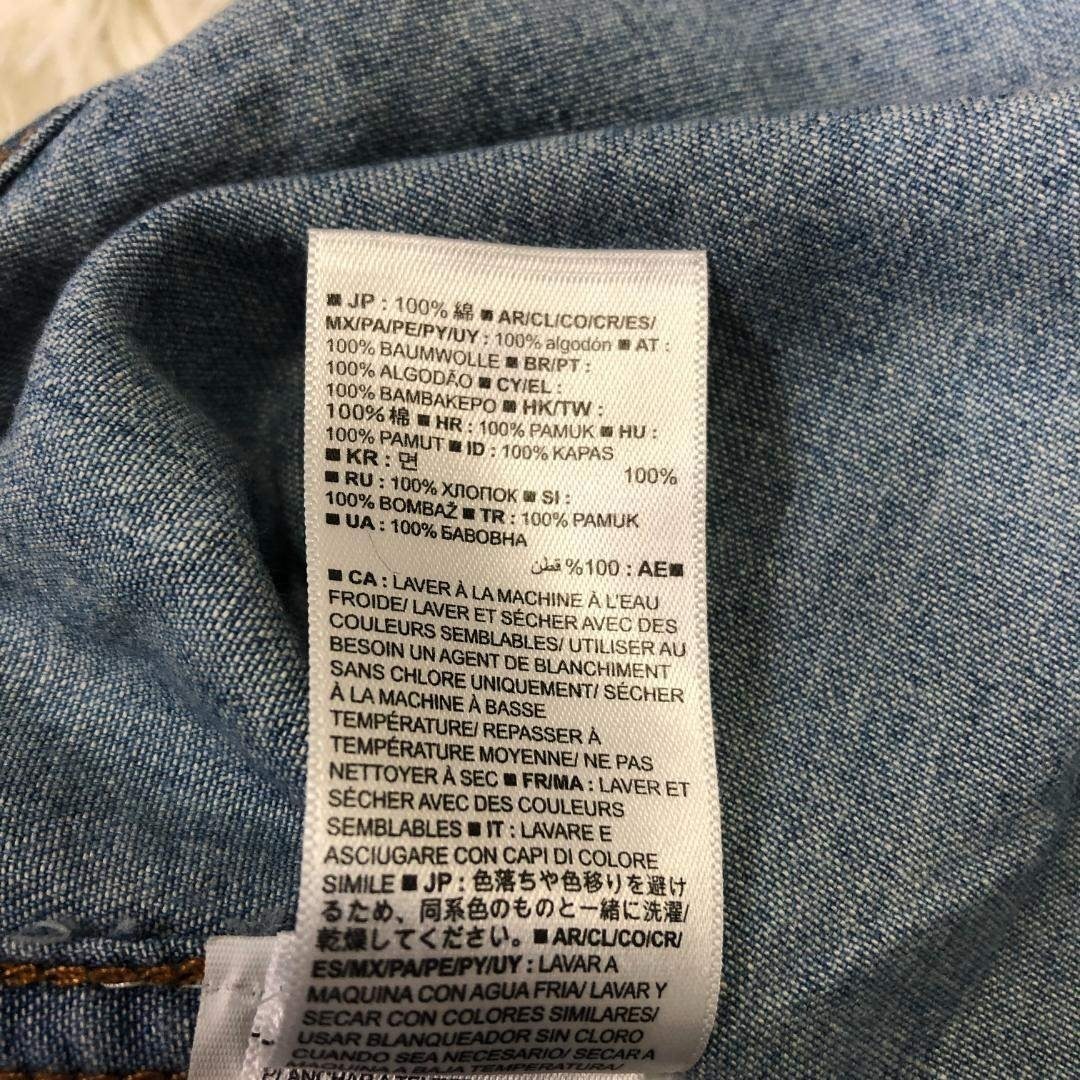 ■ JP : 100% 綿 ■ AR/CL/CO/CR/ES/
MX/PA/PE/PY/UY : 100% algodón ■ AT :
100% BAUMWOLLE ■ BR/PT :
100% ALGODÃO ■ CY/EL :
100% ΒΑΜΒΑΚΕΡΟ ■ HK/TW :
100% 棉 ■ HR : 100% PAMUK ■ HU :
100% PAMUT ■ ID : 100% KAPAS
■ KR : 면 100%
■ RU : 100% ХЛОПОК ■ SI :
100% BOMBAŽ ■ TR : 100% PAMUK
■ UA : 100% БАВОВНА
■AE : 100% قطن
■ CA : LAVER À LA MACHINE À L'EAU
FROIDE/ LAVER ET SÉCHER AVEC DES
COULEURS SEMBLABLES/ UTILISER AU
BESOIN UN AGENT DE BLANCHIMENT
SANS CHLORE UNIQUEMENT/ SÉCHER
À LA MACHINE À BASSE
TEMPÉRATURE/ REPASSER À
TEMPÉRATURE MOYENNE/ NE PAS
NETTOYER À SEC ■ FR/MA : LAVER ET
SÉCHER AVEC DES COULEURS
SEMBLABLES ■ IT : LAVARE E
ASCIUGARE CON CAPI DI COLORE
SIMILE ■ JP : 色落ちや色移りを避け
るため、同系色のものと一緒に洗濯/
乾燥してください。■ AR/CL/CO/CR/
ES/MX/PA/PE/PY/UY : LAVAR A
MAQUINA CON AGUA FRIA/ LAVAR Y
SECAR CON COLORES SIMILARES/
USAR BLANQUEADOR SIN CLORO
CUANDO SEA NECESARIO/ SECAR A
A BAJA TEMPERATURA/